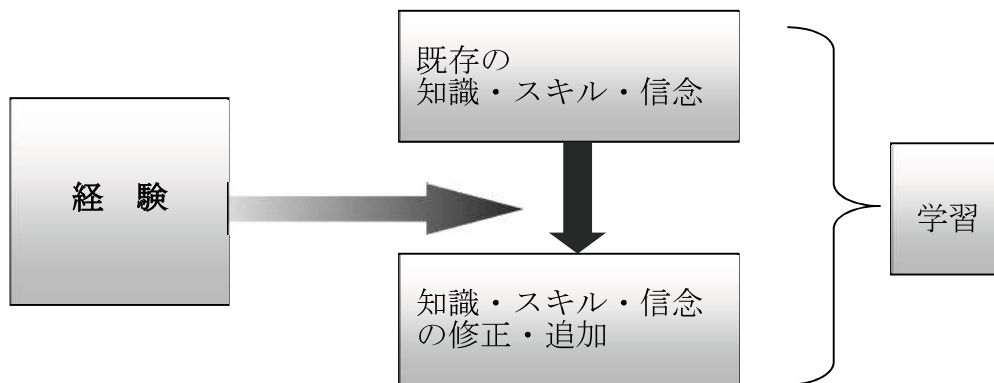 既存の
知識・スキル・信念
経　験
学習
知識・スキル・信念
の修正・追加